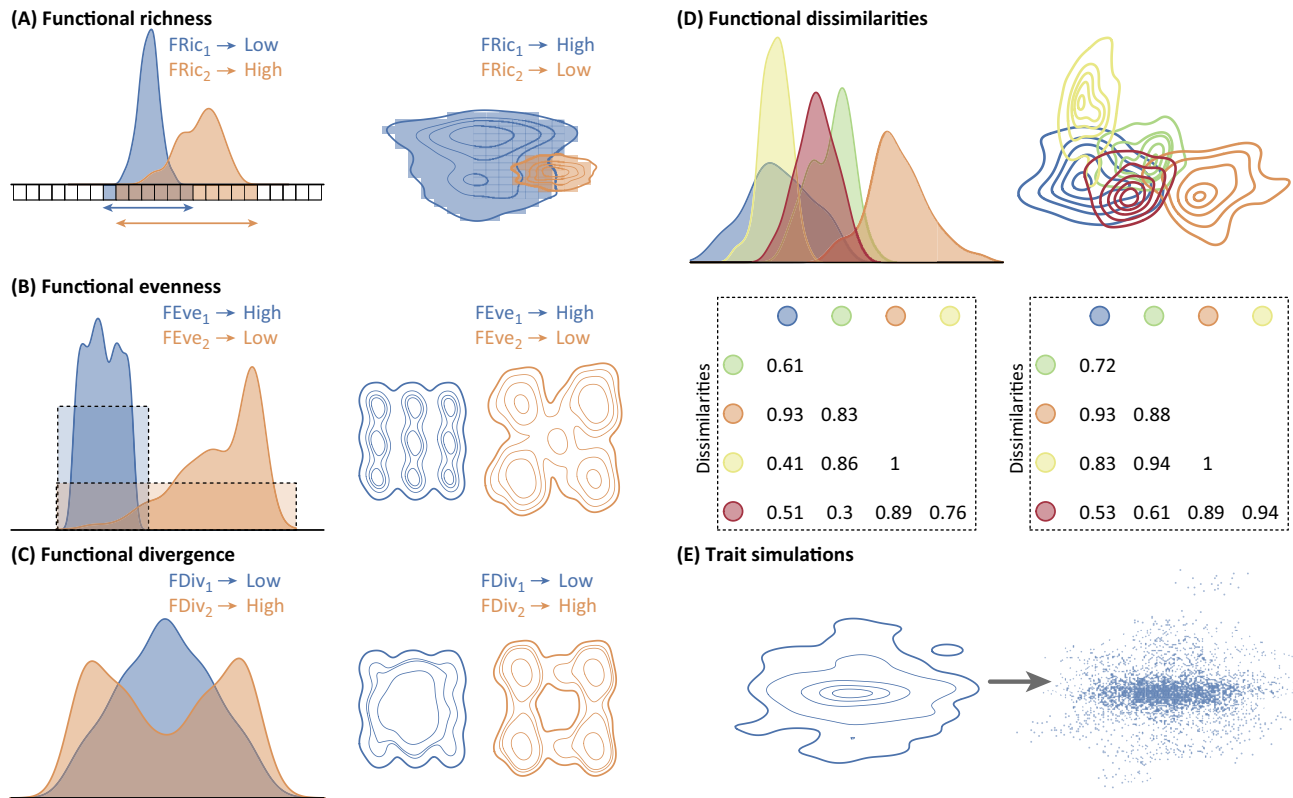 (A) Functional richness
FRic1 → Low
FRic2 → High
FRic1 → High
FRic2 → Low
(B) Functional evenness
FEve1 → High
FEve2 → Low
FEve1 → High
FEve2 → Low
(C) Functional divergence
FDiv1 → Low
FDiv2 → High
FDiv1 → Low
FDiv2 → High
(D) Functional dissimilarities
Dissimilarities
0.61
0.93 0.83
0.41 0.86 1
0.51 0.3 0.89 0.76
Dissimilarities
0.72
0.93 0.88
0.83 0.94 1
0.53 0.61 0.89 0.94
(E) Trait simulations